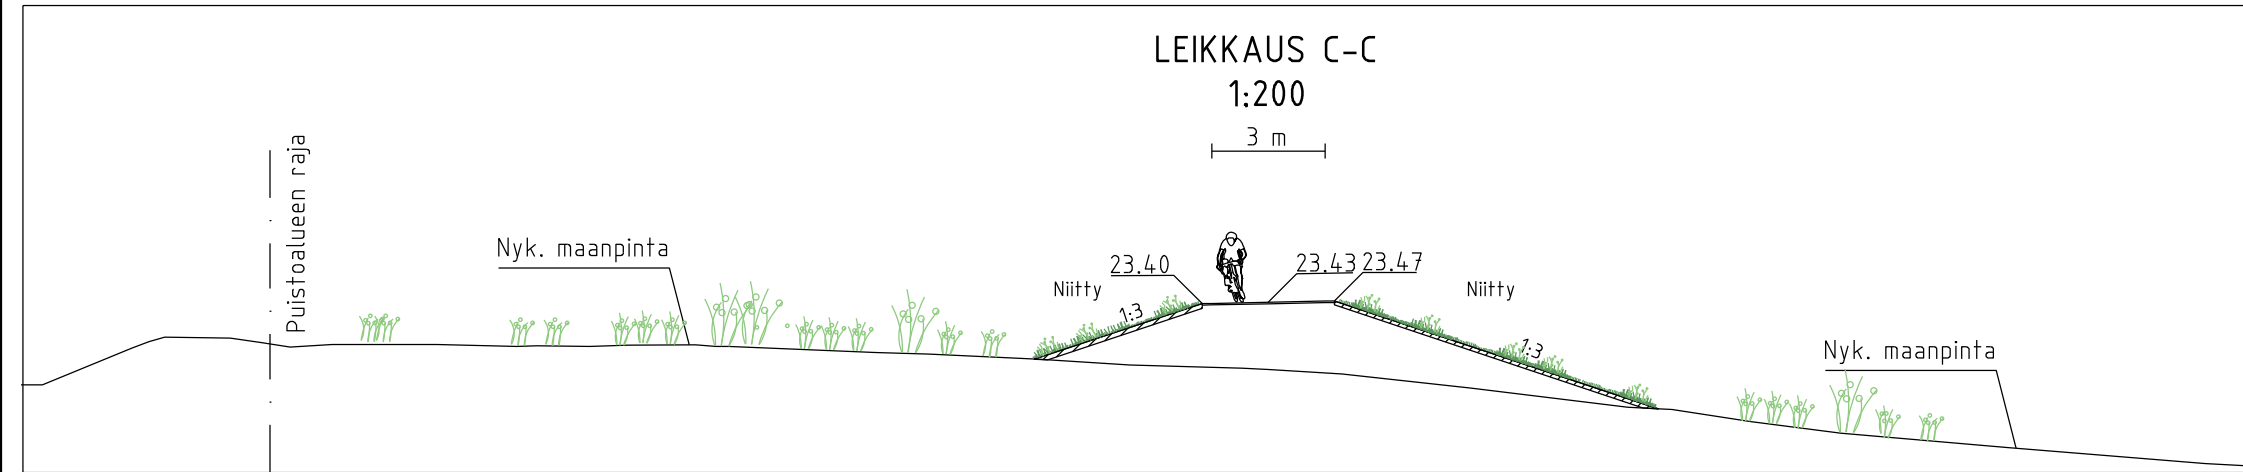 LEIKKAUS C-C
1:200
3 m
Puistoalueen raja
Nyk. maanpinta
23.40
23.43
23.47
Niitty
1:3
Niitty
1:3
Nyk. maanpinta